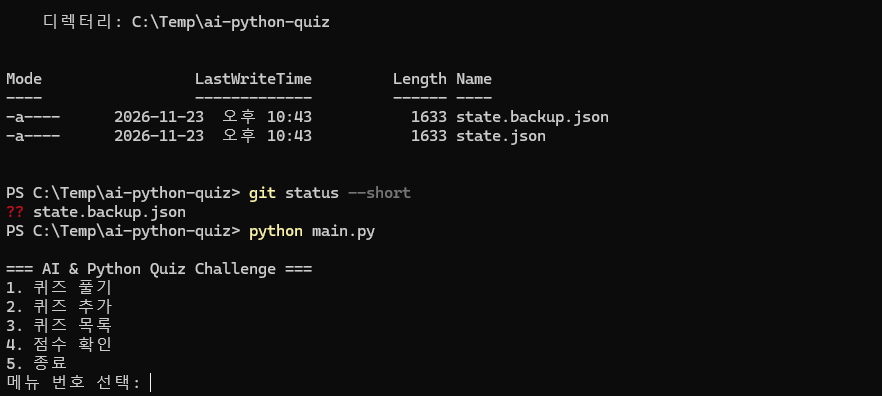 디렉터리: C:\Temp\ai-python-quiz
Mode                 LastWriteTime         Length Name
----                 -------------         ------ ----
-a----      2026-11-23  오후 10:43           1633 state.backup.json
-a----      2026-11-23  오후 10:43           1633 state.json
PS C:\Temp\ai-python-quiz> git status --short
?? state.backup.json
PS C:\Temp\ai-python-quiz> python main.py
=== AI & Python Quiz Challenge ===
1. 퀴즈 풀기
2. 퀴즈 추가
3. 퀴즈 목록
4. 점수 확인
5. 종료
메뉴 번호 선택: